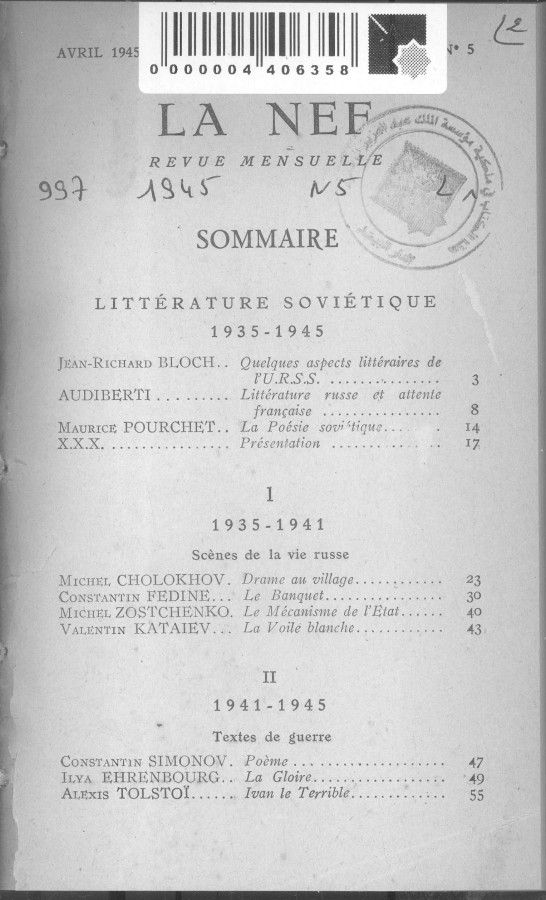 AVRIL 1945
N° 5
0 000004 406358
LA NEF
REVUE MENSUELLE
997 1945 N5
SOMMAIRE
LITTÉRATURE SOVIÉTIQUE
1935-1945
JEAN-RICHARD BLOCH.. Quelques aspects littéraires de
l'U.R.S.S. ............... 3
AUDIBERTI ......... Littérature russe et attente
française ................ 8
MAURICE POURCHET.. La Poésie soviétique...... 14
X.X.X. ................ Présentation ............. 17
I
1935-1941
Scènes de la vie russe
MICHEL CHOLOKHOV. Drame au village............ 23
CONSTANTIN FEDINE... Le Banquet................ 30
MICHEL ZOSTCHENKO. Le Mécanisme de l'Etat...... 40
VALENTIN KATAIEV... La Voile blanche............ 43
II
1941-1945
Textes de guerre
CONSTANTIN SIMONOV. Poème .................... 47
ILYA EHRENBOURG.. La Gloire.................. 49
ALEXIS TOLSTOÏ...... Ivan le Terrible............. 55